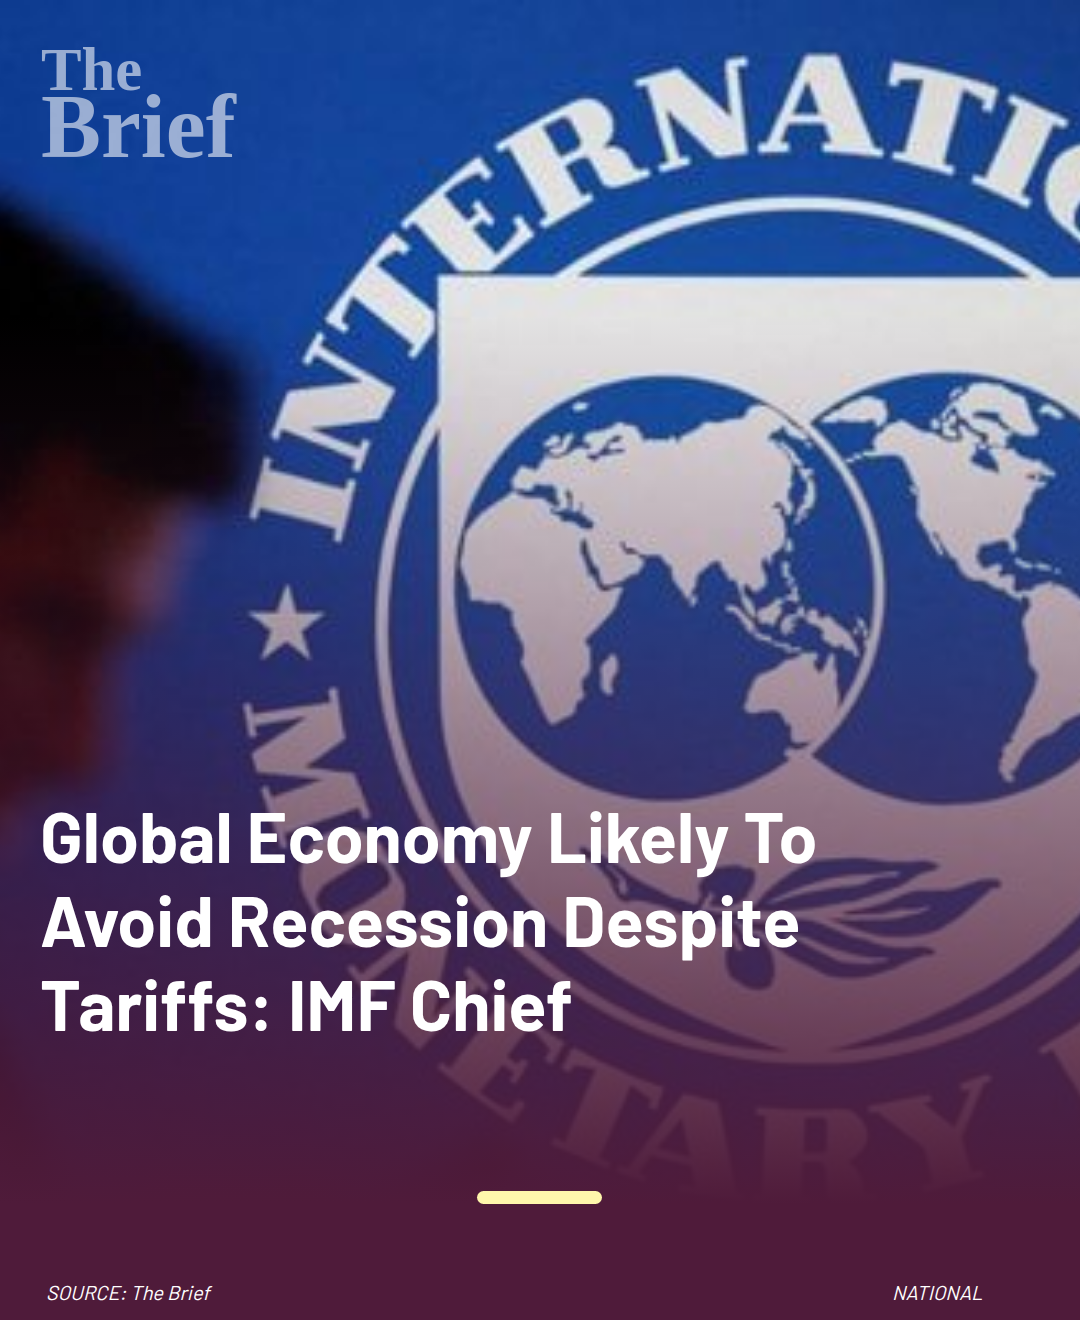 The
Brief
INTERNATIO
MONETARY
Global Economy Likely To
Avoid Recession Despite
Tariffs: IMF Chief
SOURCE: The Brief
NATIONAL